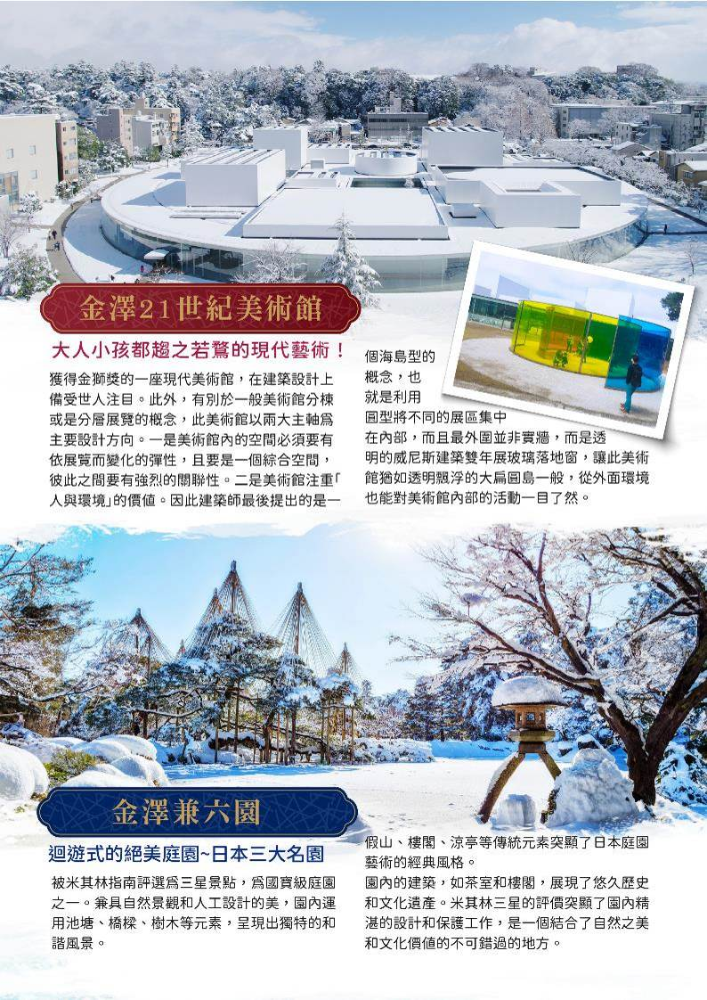 金澤21世紀美術館
大人小孩都趨之若鶩的現代藝術！
獲得金獅獎的一座現代美術館，在建築設計上
備受世人注目。此外，有別於一般美術館分棟
或是分層展覽的概念，此美術館以兩大主軸為
主要設計方向。一是美術館內的空間必須要有
依展覽而變化的彈性，且要是一個綜合空間，
彼此之間要有強烈的關聯性。二是美術館注重「
人與環境」的價值。因此建築師最後提出的是一
個海島型的
概念，也
就是利用
圓型將不同的展區集中
在內部，而且最外圍並非實牆，而是透
明的威尼斯建築雙年展玻璃落地窗，讓此美術
館猶如透明飄浮的大扁圓島一般，從外面環境
也能對美術館內部的活動一目了然。
金澤兼六園
迴遊式的絕美庭園~日本三大名園
被米其林指南評選為三星景點，為國寶級庭園
之一。兼具自然景觀和人工設計的美，園內運
用池塘、橋樑、樹木等元素，呈現出獨特的和
諧風景。
假山、樓閣、涼亭等傳統元素突顯了日本庭園
藝術的經典風格。
園內的建築，如茶室和樓閣，展現了悠久歷史
和文化遺產。米其林三星的評價突顯了園內精
湛的設計和保護工作，是一個結合了自然之美
和文化價值的不可錯過的地方。